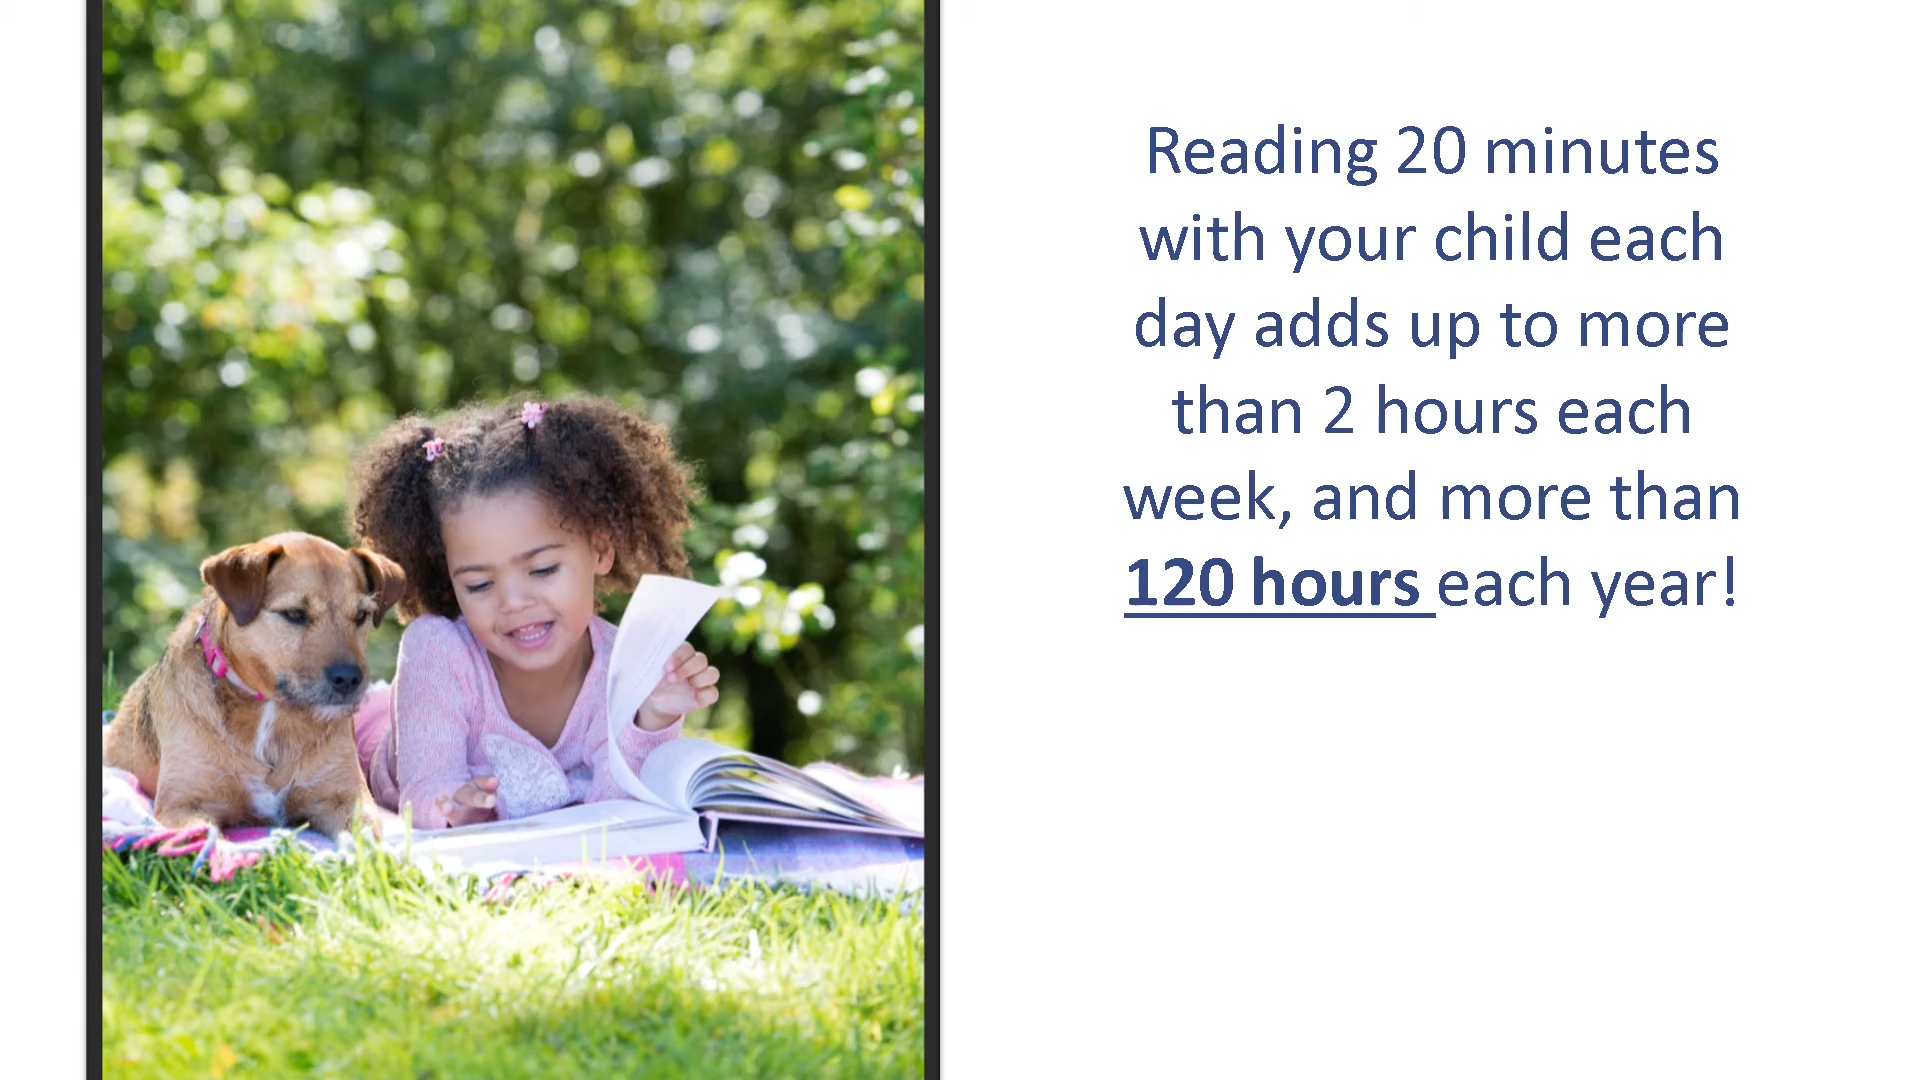 Reading 20 minutes
with your child each
day adds up to more
than 2 hours each
week, and more than
120 hours each year!